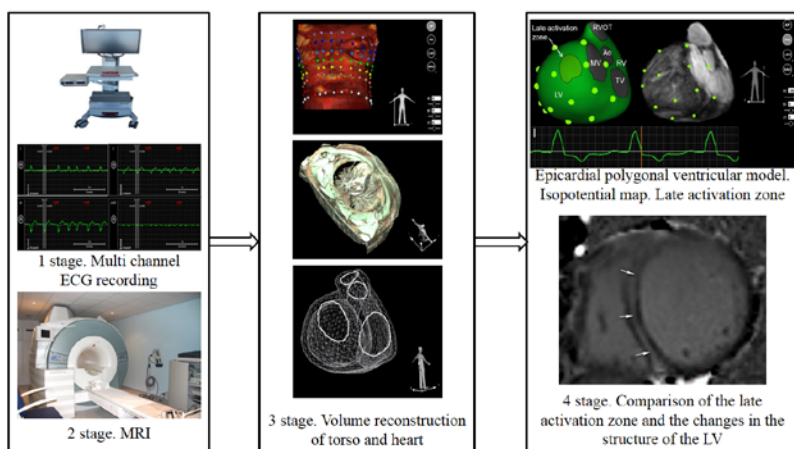 1 stage. Multi channel
ECG recording
2 stage. MRI
3 stage. Volume reconstruction
of torso and heart
Late activation
zone
RVOT
Ao
MV
RV
TV
LV
Epicardial polygonal ventricular model.
Isopotential map. Late activation zone
4 stage. Comparison of the late
activation zone and the changes in the
structure of the LV